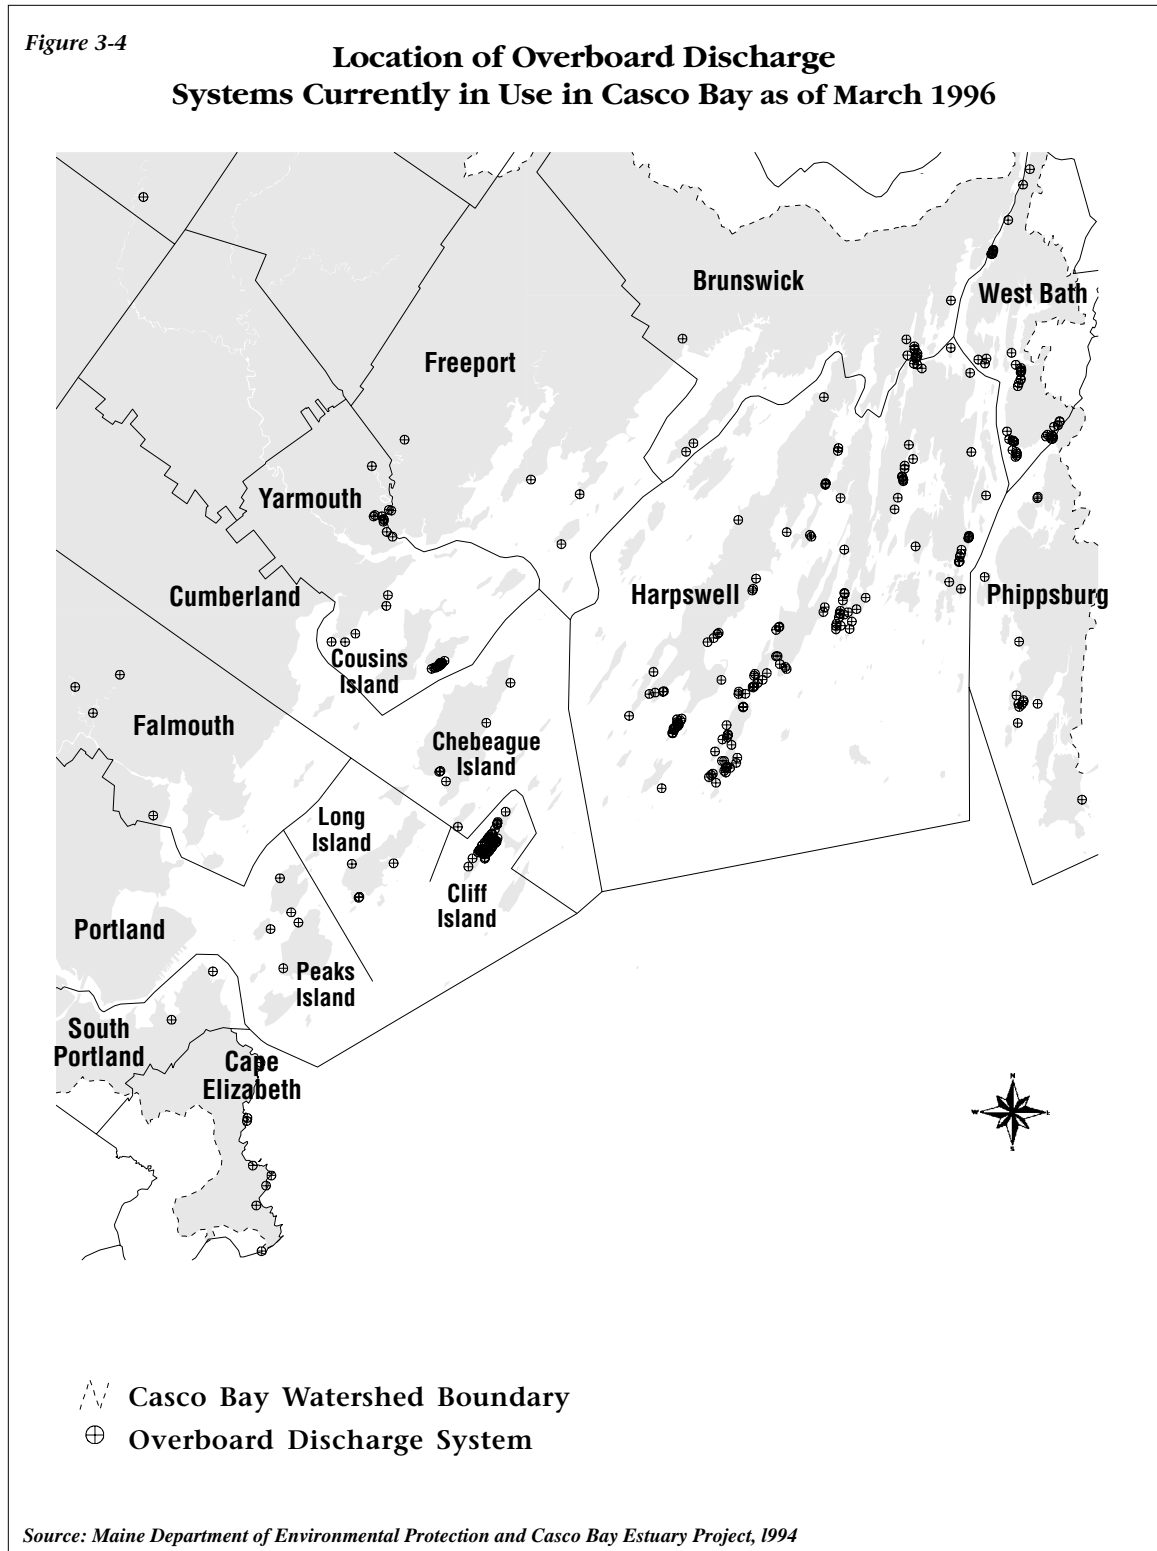 Figure 3-4
Location of Overboard Discharge
Systems Currently in Use in Casco Bay as of March 1996
Brunswick
West Bath
Freeport
Yarmouth
Cumberland
Harpswell
Phippsburg
Cousins
Island
Falmouth
Chebeague
Island
Long
Island
Cliff
Island
Portland
Peaks
Island
South
Portland
Cape
Elizabeth
N
W
E
S
Casco Bay Watershed Boundary
Overboard Discharge System
Source: Maine Department of Environmental Protection and Casco Bay Estuary Project, l994